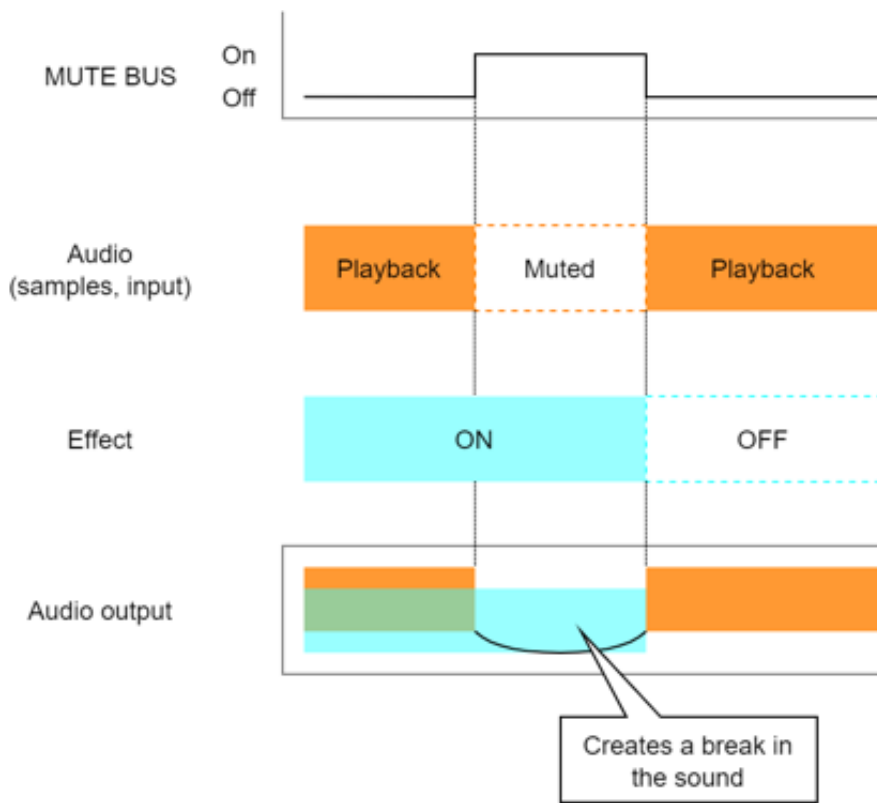 On
MUTE BUS
Off
Audio
(samples, input)
Playback
Muted
Playback
Effect
ON
OFF
Audio output
Creates a break in
the sound